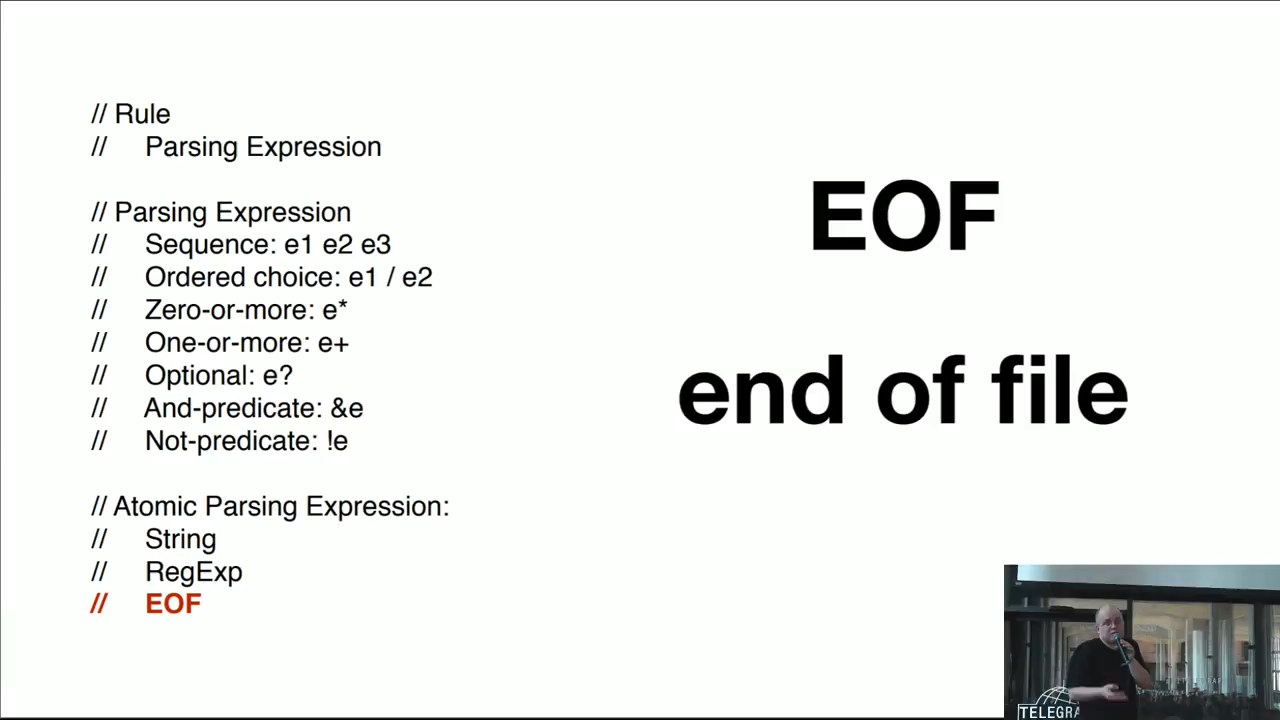 // Rule
// Parsing Expression
// Parsing Expression
// Sequence: e1 e2 e3
// Ordered choice: e1 / e2
// Zero-or-more: e*
// One-or-more: e+
// Optional: e?
// And-predicate: &e
// Not-predicate: !e
// Atomic Parsing Expression:
// String
// RegExp
// EOF
EOF
end of file
TELEGRA